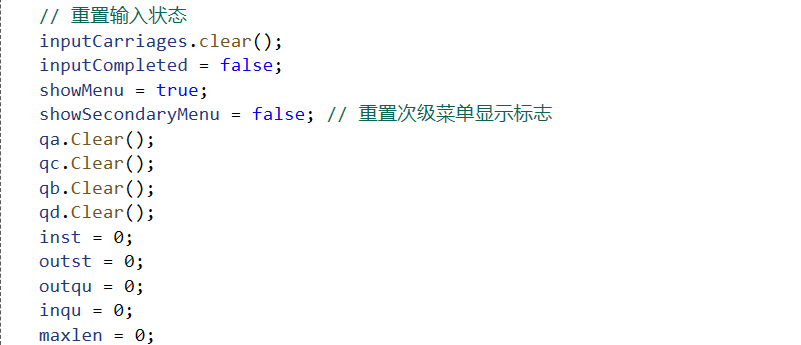 // 重置输入状态
inputCarriages.clear();
inputCompleted = false;
showMenu = true;
showSecondaryMenu = false; // 重置次级菜单显示标志
qa.Clear();
qc.Clear();
qb.Clear();
qd.Clear();
inst = 0;
outst = 0;
outqu = 0;
inqu = 0;
maxlen = 0;